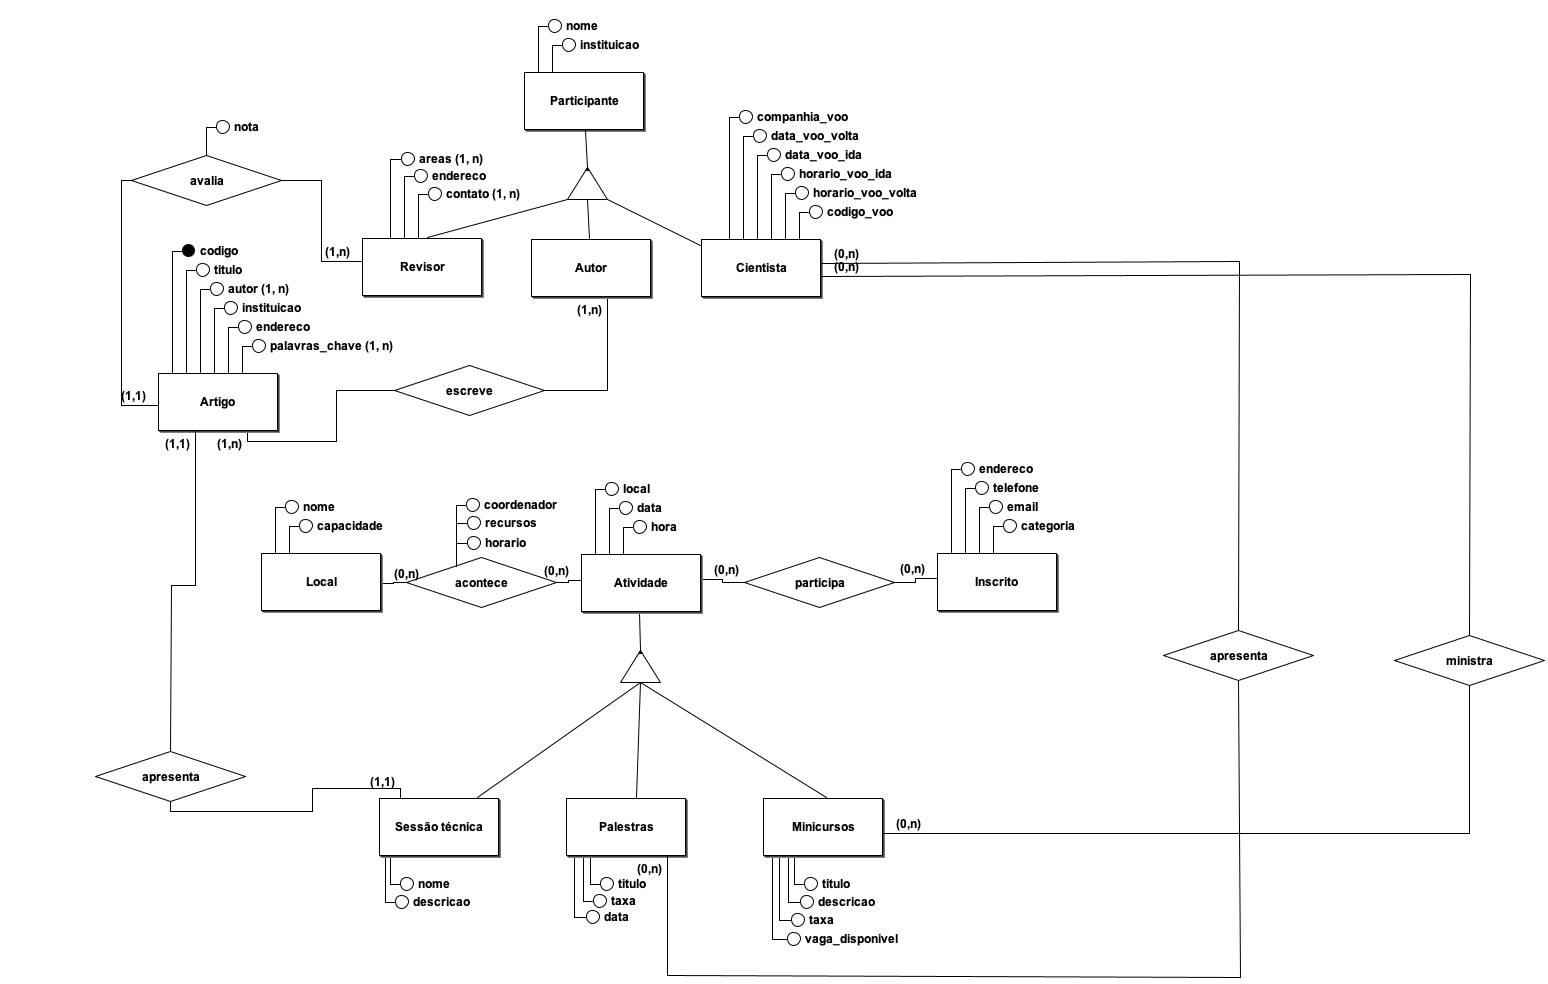 nome
instituicao
Participante
companhia_voo
data_voo_volta
data_voo_ida
horario_voo_ida
horario_voo_volta
codigo_voo
nota
avalia
areas (1, n)
endereco
contato (1, n)
(1,n)
Revisor
Autor
Cientista
(0,n)
(0,n)
(1,n)
codigo
titulo
autor (1, n)
instituicao
endereco
palavras_chave (1, n)
(1,1)
Artigo
(1,1)
(1,n)
escreve
nome
capacidade
Local
(0,n)
coordenador
recursos
horario
acontece
(0,n)
local
data
hora
Atividade
(0,n)
participa
(0,n)
endereco
telefone
email
categoria
Inscrito
apresenta
ministra
apresenta
(1,1)
Sessão técnica
nome
descricao
Palestras
(0,n)
titulo
taxa
data
Minicursos
(0,n)
titulo
descricao
taxa
vaga_disponivel